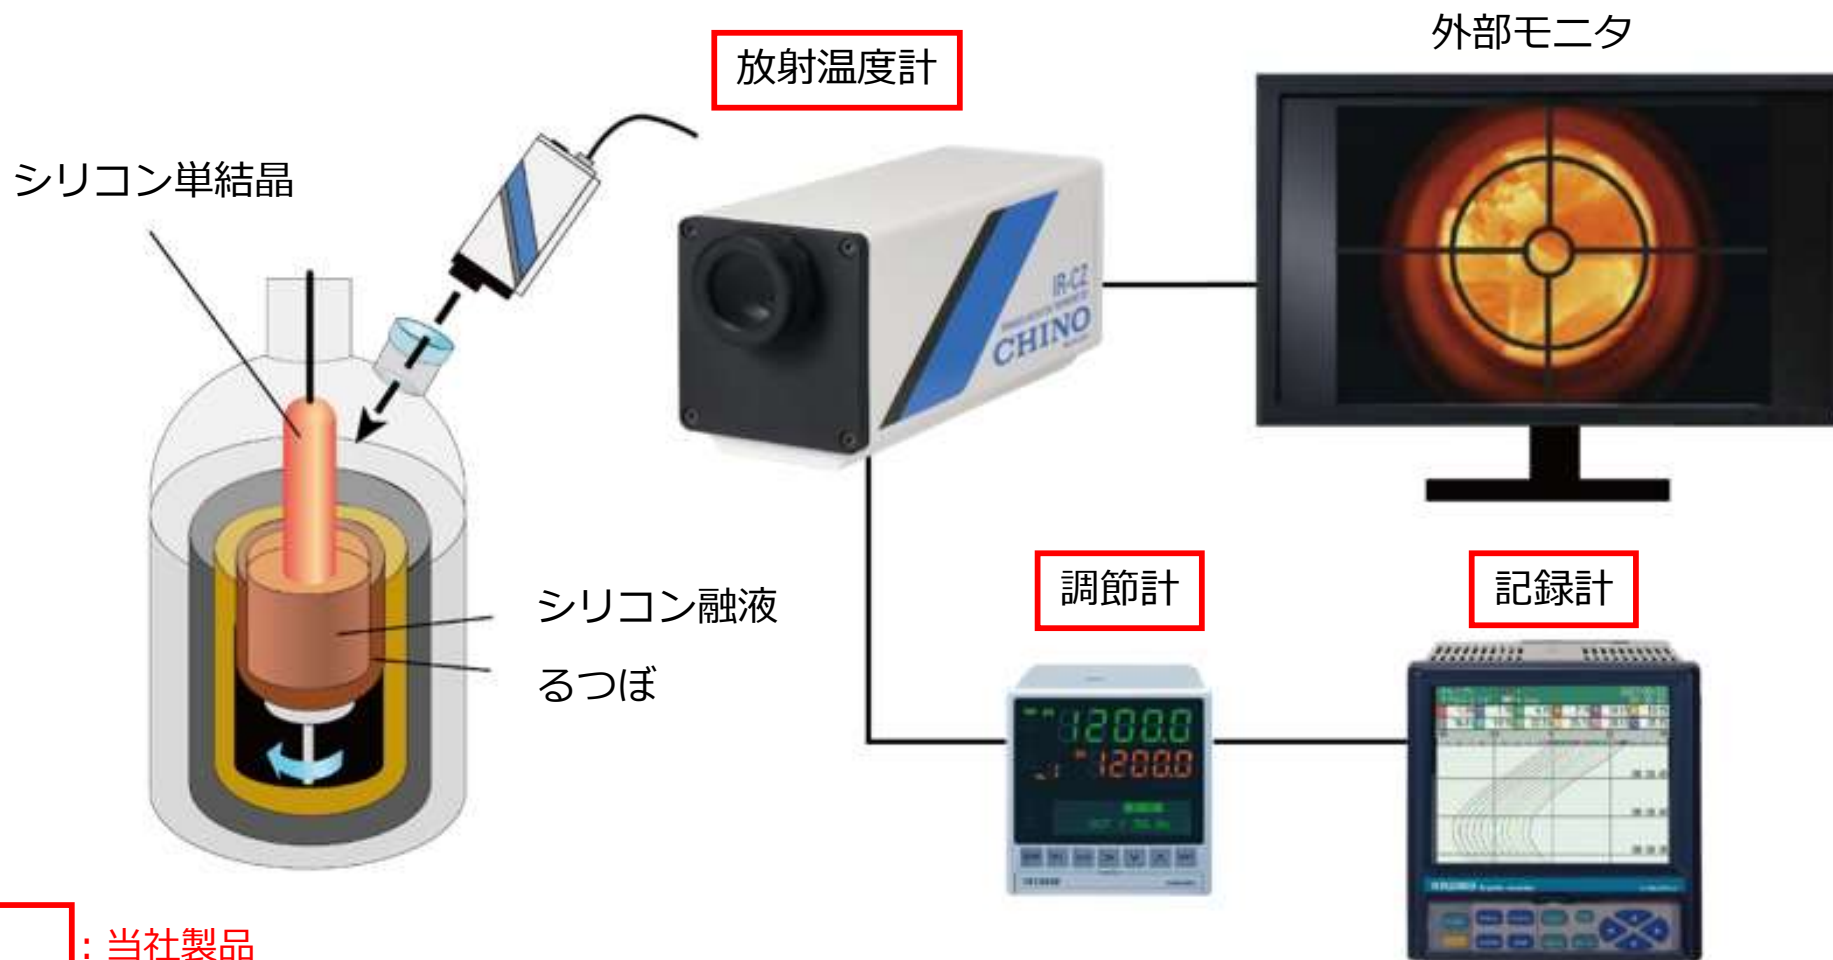 外部モニタ
放射温度計
シリコン単結晶
IR-CZ
CHINO
シリコン融液
るつぼ
調節計
記録計
1200.0
1200.0
: 当社製品